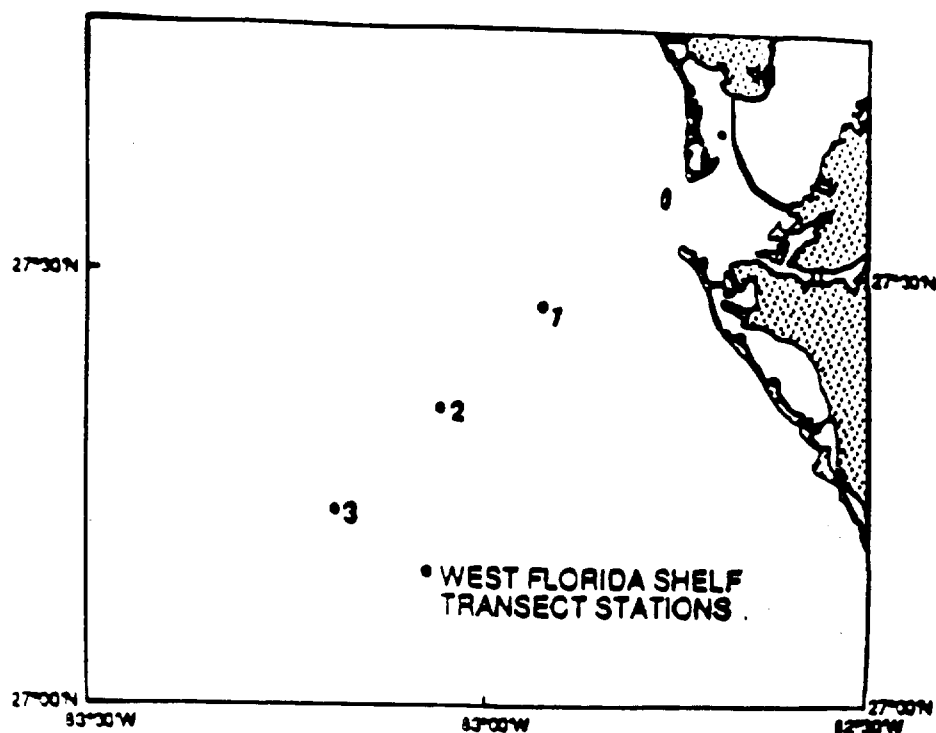 27°30'N
27°30'N
1
2
3
• WEST FLORIDA SHELF
TRANSECT STATIONS
27°00'N
27°00'N
83°30'W
83°00'W
82°30'W